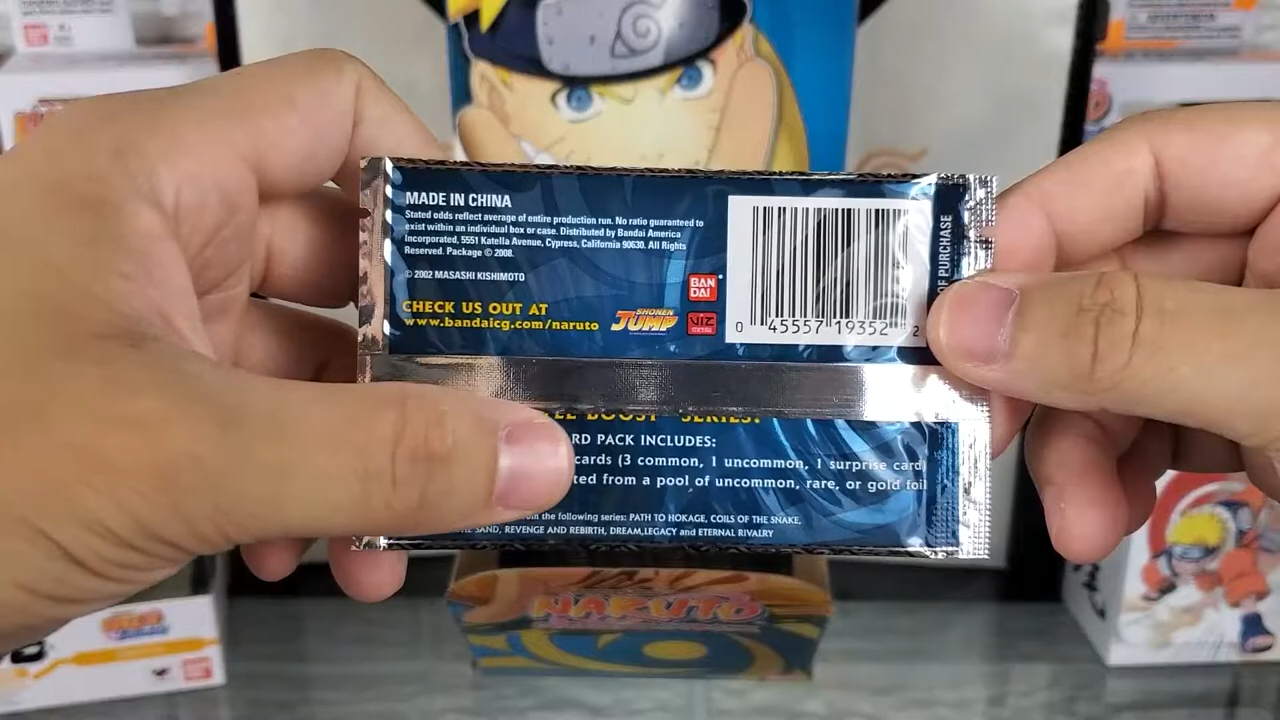 MADE IN CHINA
Stated odds reflect average of entire production run. No ratio guaranteed to
exist within an individual box or case. Distributed by Bandai America
Incorporated, 5551 Katella Avenue, Cypress, California 90630. All Rights
Reserved. Package © 2008.
© 2002 MASASHI KISHIMOTO
CHECK US OUT AT
www.bandaicg.com/naruto
SHONEN
JUMP
BAN
DAI
VIZ
MEDIA
0 45557 19352 2
OF PURCHASE
BOOST SERIES!
RD PACK INCLUDES:
cards (3 common, 1 uncommon, 1 surprise card)
ted from a pool of uncommon, rare, or gold foil
the following series: PATH TO HOKAGE, COILS OF THE SNAKE,
SAND, REVENGE AND REBIRTH, DREAM,LEGACY and ETERNAL RIVALRY
NARUTO